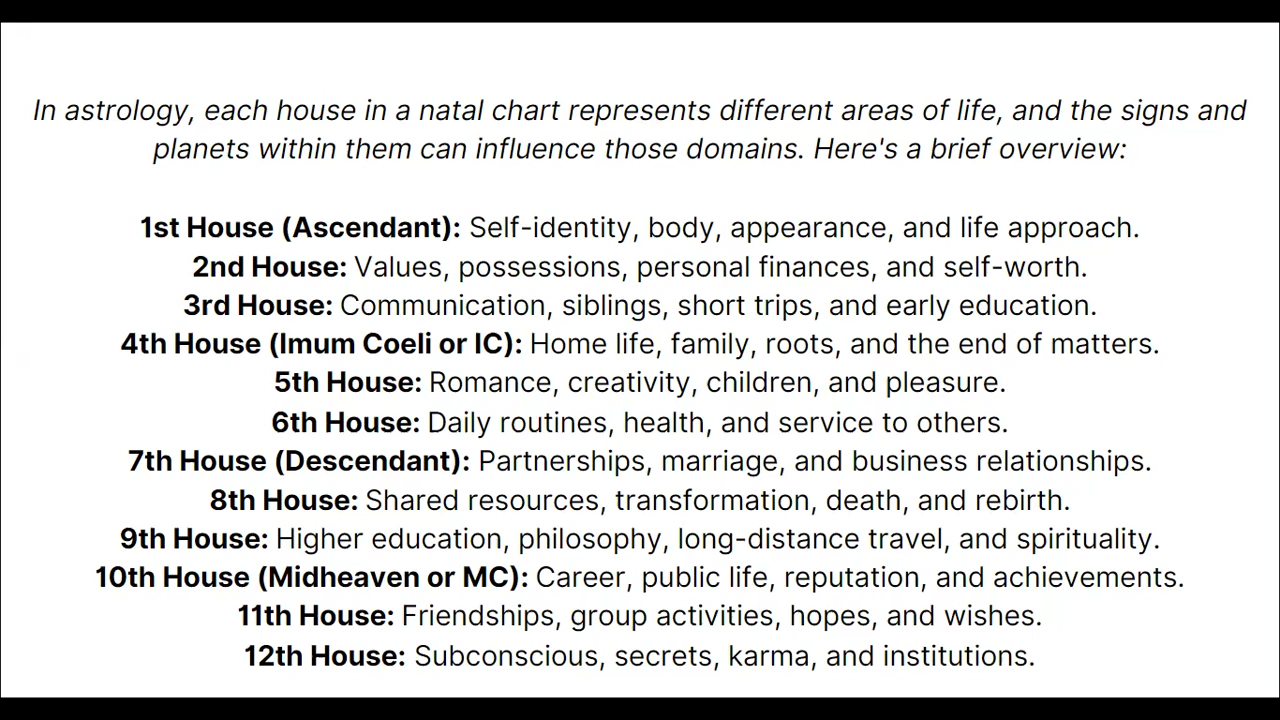 In astrology, each house in a natal chart represents different areas of life, and the signs and
planets within them can influence those domains. Here's a brief overview:
1st House (Ascendant): Self-identity, body, appearance, and life approach.
2nd House: Values, possessions, personal finances, and self-worth.
3rd House: Communication, siblings, short trips, and early education.
4th House (Imum Coeli or IC): Home life, family, roots, and the end of matters.
5th House: Romance, creativity, children, and pleasure.
6th House: Daily routines, health, and service to others.
7th House (Descendant): Partnerships, marriage, and business relationships.
8th House: Shared resources, transformation, death, and rebirth.
9th House: Higher education, philosophy, long-distance travel, and spirituality.
10th House (Midheaven or MC): Career, public life, reputation, and achievements.
11th House: Friendships, group activities, hopes, and wishes.
12th House: Subconscious, secrets, karma, and institutions.